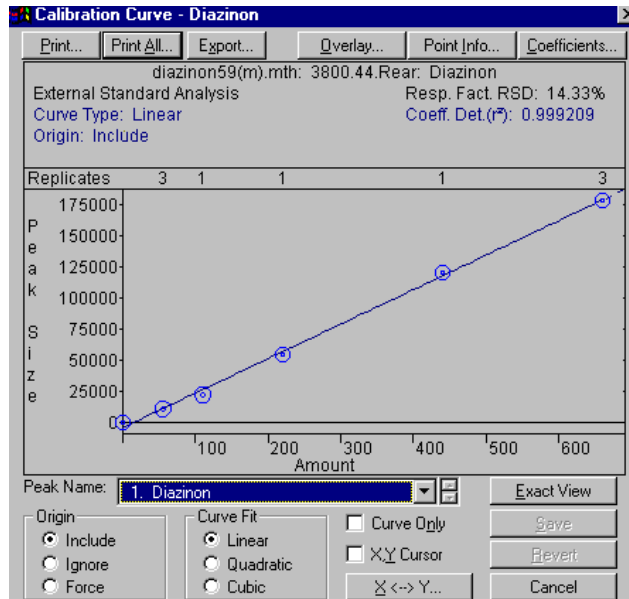 Calibration Curve - Diazinon
Print... Print All... Export... Overlay... Point Info... Coefficients...
diazinon59(m).mth: 3800.44.Rear: Diazinon
External Standard Analysis Resp. Fact. RSD: 14.33%
Curve Type: Linear Coeff. Det.(r²): 0.999209
Origin: Include
Replicates 3 1 1 1 3
Peak Size
175000
150000
125000
100000
75000
50000
25000
0
100 200 300 400 500 600
Amount
Peak Name: 1. Diazinon Exact View
Origin Curve Fit Curve Only Save
Include Linear
Ignore Quadratic X,Y Cursor Revert
Force Cubic X <--> Y... Cancel